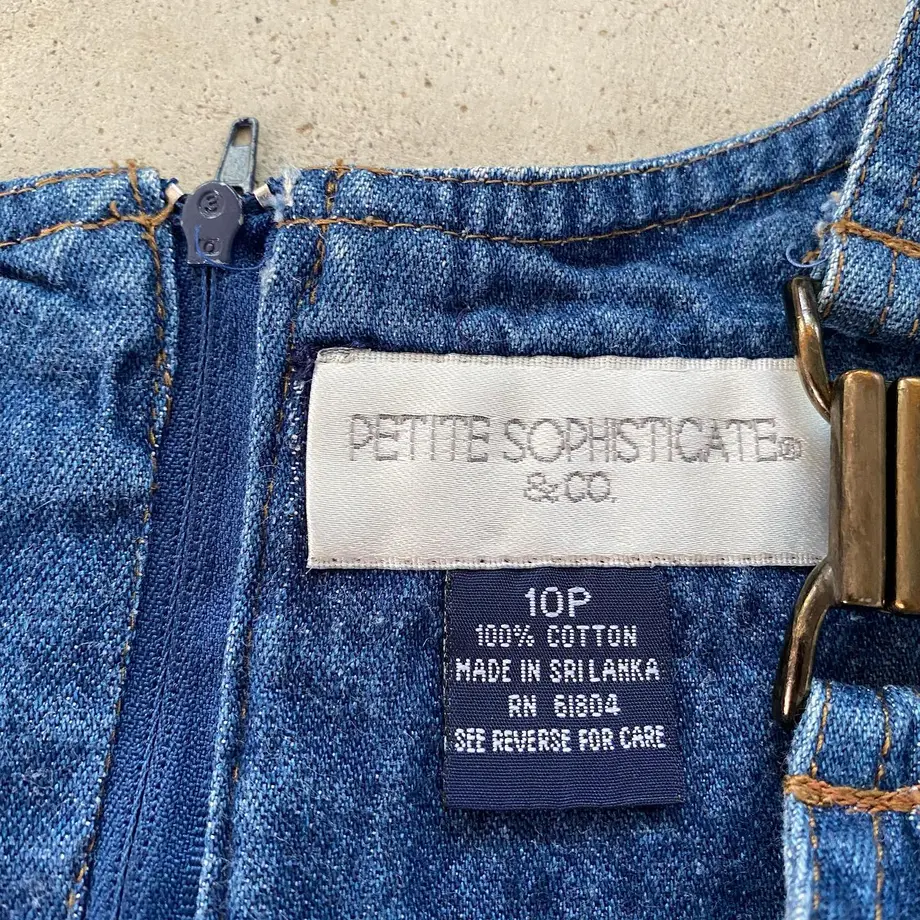 PETITE SOPHISTICATE®
& CO.
10P
100% COTTON
MADE IN SRI LANKA
RN 61804
SEE REVERSE FOR CARE